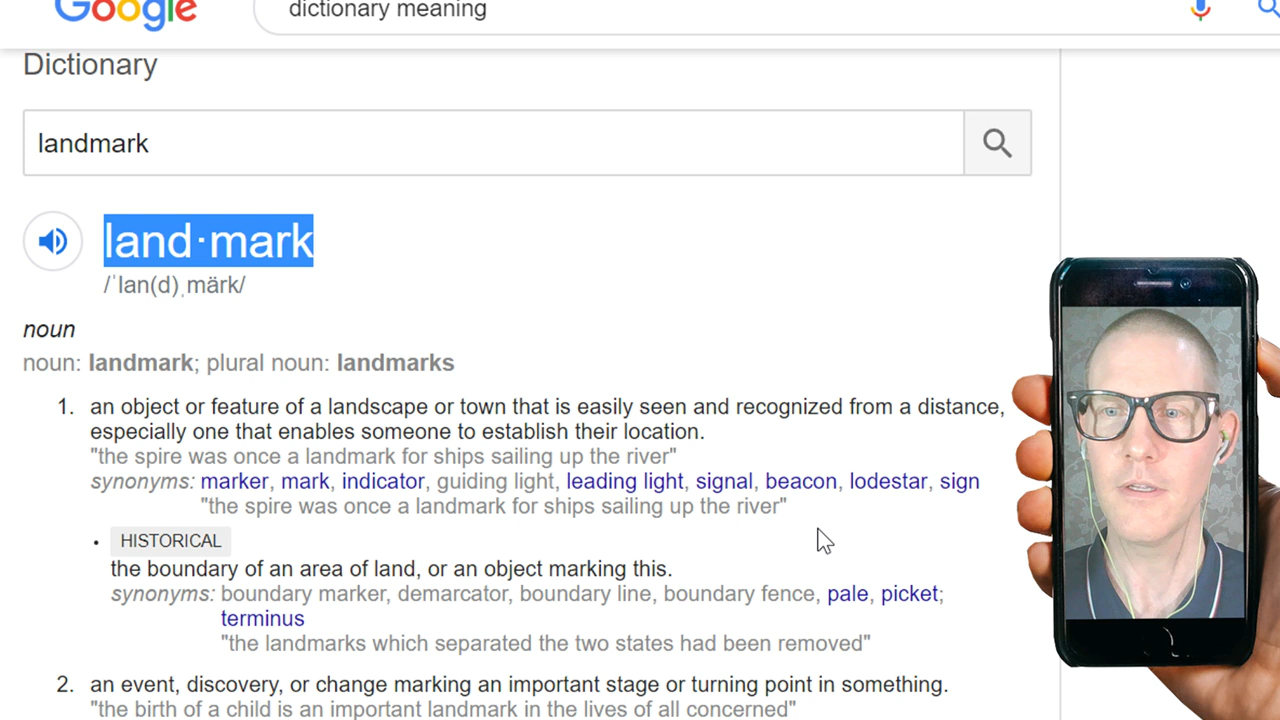 Google
dictionary meaning
Dictionary
landmark
land·mark
/ˈlan(d)ˌmärk/
noun
noun: landmark; plural noun: landmarks
1. an object or feature of a landscape or town that is easily seen and recognized from a distance,
especially one that enables someone to establish their location.
"the spire was once a landmark for ships sailing up the river"
synonyms: marker, mark, indicator, guiding light, leading light, signal, beacon, lodestar, sign
"the spire was once a landmark for ships sailing up the river"
• HISTORICAL
the boundary of an area of land, or an object marking this.
synonyms: boundary marker, demarcator, boundary line, boundary fence, pale, picket;
terminus
"the landmarks which separated the two states had been removed"
2. an event, discovery, or change marking an important stage or turning point in something.
"the birth of a child is an important landmark in the lives of all concerned"